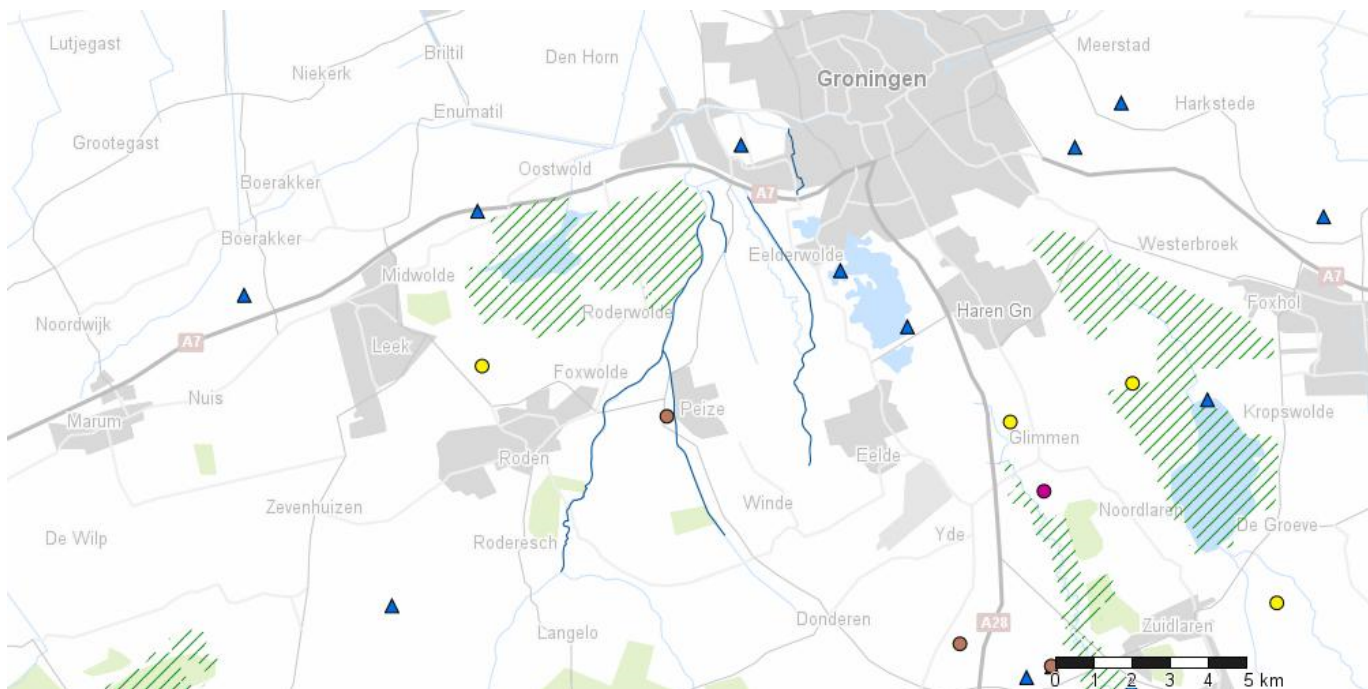 Lutjegast
Briltil
Den Horn
Meerstad
Niekerk
Groningen
Harkstede
Enumatil
Grootegast
Oostwold
Boerakker
A7
Boerakker
Eelderwolde
Westerbroek
Midwolde
A7
Foxhol
Roderwolde
Haren Gn
Noordwijk
A7
Leek
Foxwolde
Nuis
Peize
Kropswolde
Marum
Glimmen
Roden
Eelde
Zevenhuizen
Winde
Noordlaren
De Groeve
De Wilp
Roderesch
Yde
Donderen
A28
Zuidlaren
Langelo
0 1 2 3 4 5 km